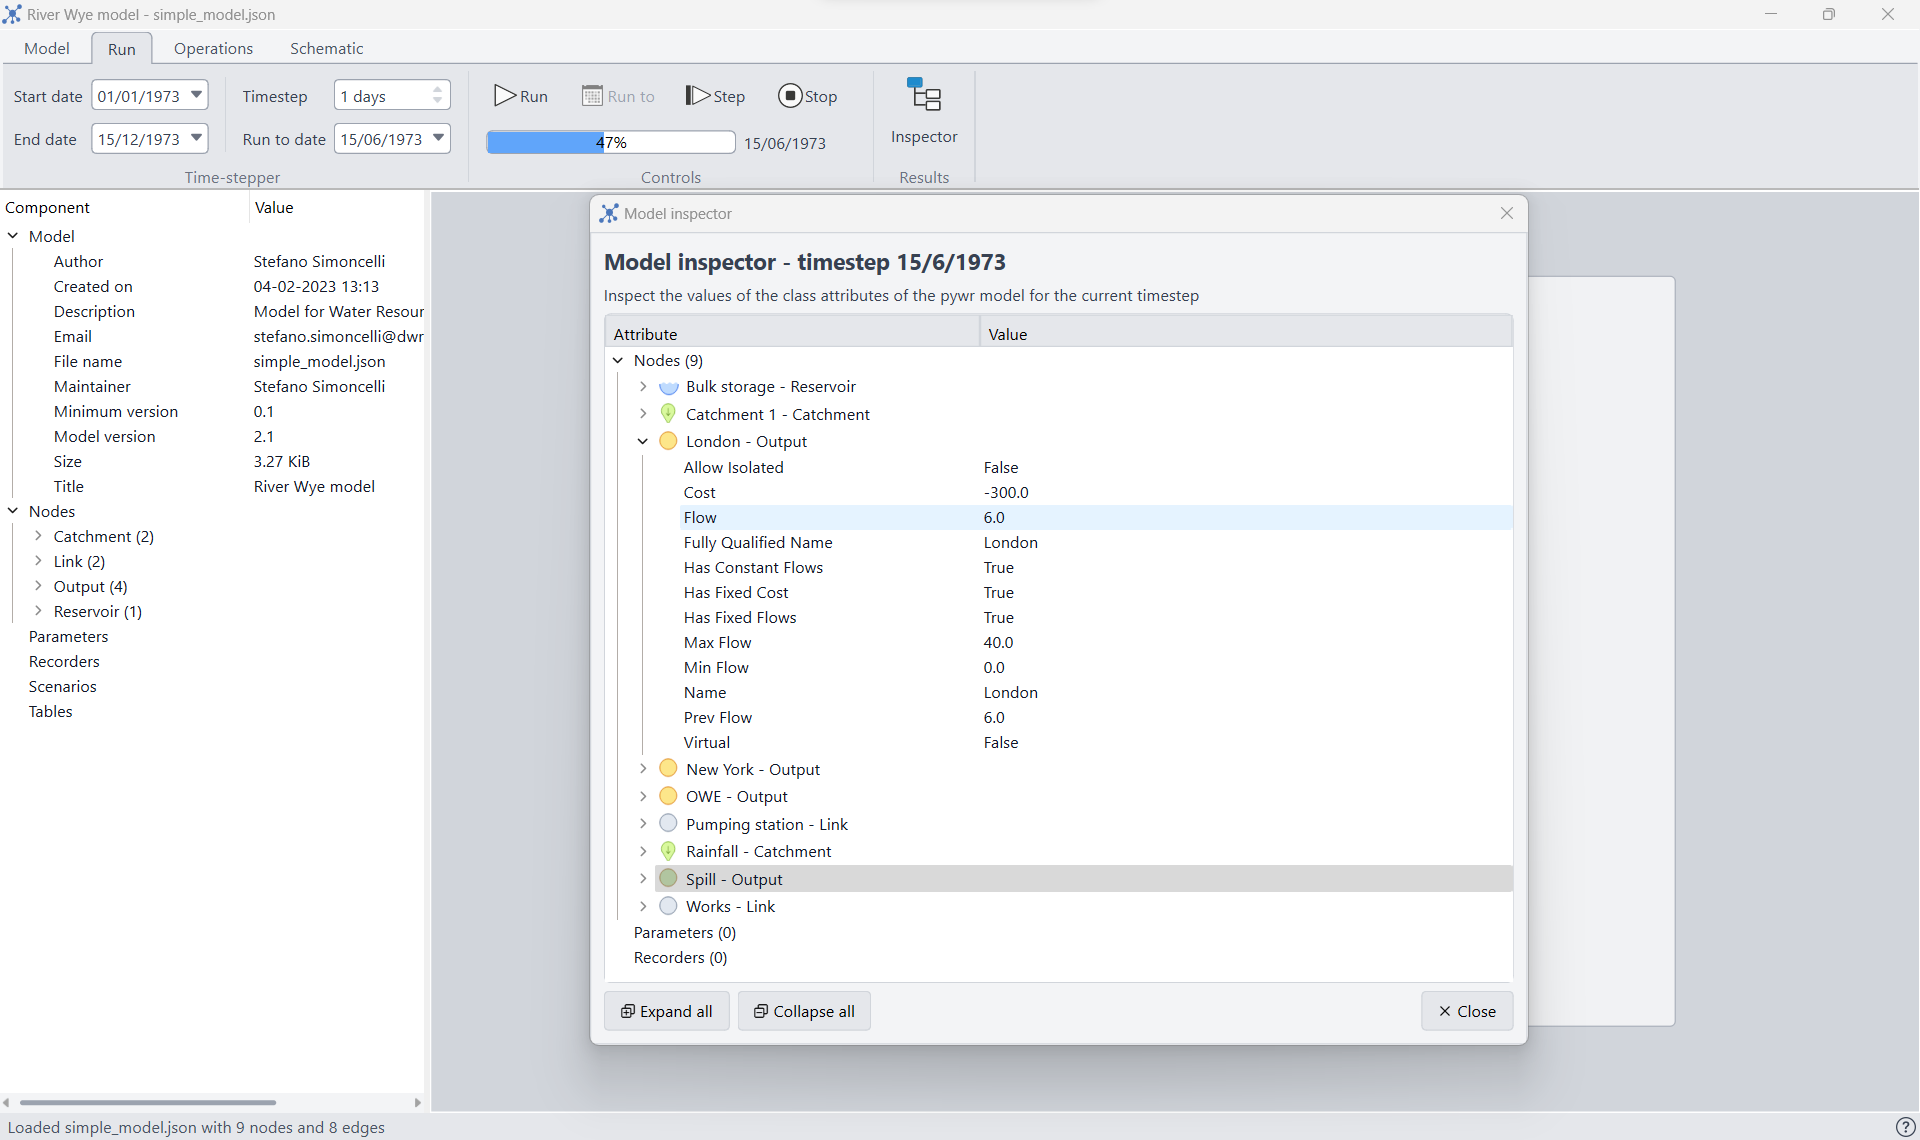 River Wye model - simple_model.json
Model Run Operations Schematic
Start date 01/01/1973 Timestep 1 days Run Run to Step Stop
End date 15/12/1973 Run to date 15/06/1973 47% 15/06/1973 Inspector
Time-stepper Controls Results
Component Value
Model
Author Stefano Simoncelli
Created on 04-02-2023 13:13
Description Model for Water Resour
Email stefano.simoncelli@dwr
File name simple_model.json
Maintainer Stefano Simoncelli
Minimum version 0.1
Model version 2.1
Size 3.27 KiB
Title River Wye model
Nodes
Catchment (2)
Link (2)
Output (4)
Reservoir (1)
Parameters
Recorders
Scenarios
Tables
Model inspector
Model inspector - timestep 15/6/1973
Inspect the values of the class attributes of the pywr model for the current timestep
Attribute Value
Nodes (9)
Bulk storage - Reservoir
Catchment 1 - Catchment
London - Output
Allow Isolated False
Cost -300.0
Flow 6.0
Fully Qualified Name London
Has Constant Flows True
Has Fixed Cost True
Has Fixed Flows True
Max Flow 40.0
Min Flow 0.0
Name London
Prev Flow 6.0
Virtual False
New York - Output
OWE - Output
Pumping station - Link
Rainfall - Catchment
Spill - Output
Works - Link
Parameters (0)
Recorders (0)
Expand all Collapse all Close
Loaded simple_model.json with 9 nodes and 8 edges